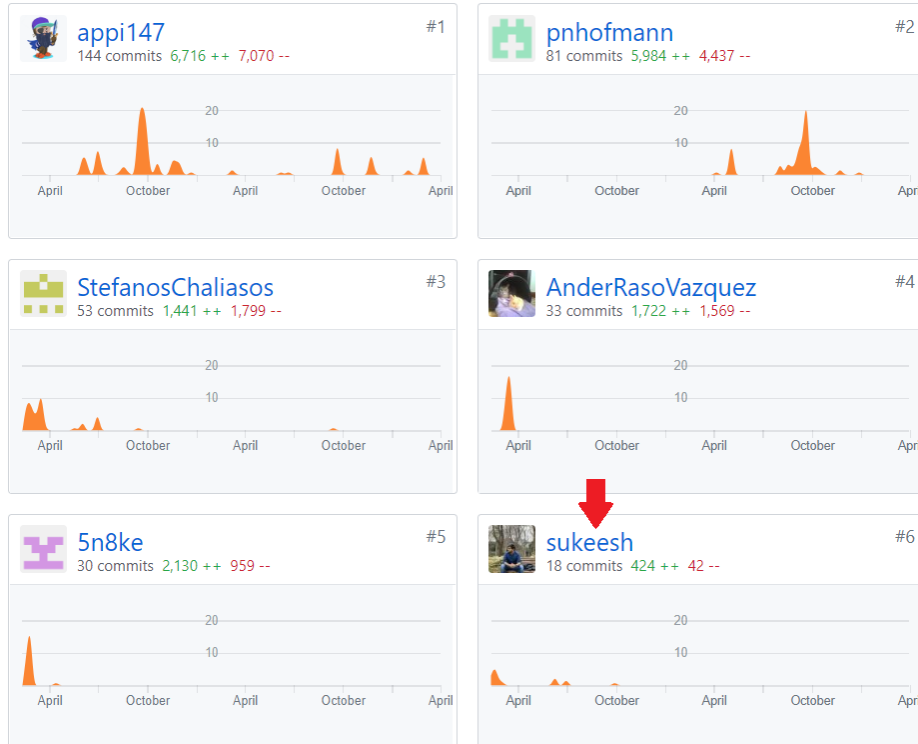 appi147 #1
144 commits 6,716 ++ 7,070 --
20
10
April October April October April
pnhofmann #2
81 commits 5,984 ++ 4,437 --
20
10
April October April October Apr
StefanosChaliasos #3
53 commits 1,441 ++ 1,799 --
20
10
April October April October April
AnderRasoVazquez #4
33 commits 1,722 ++ 1,569 --
20
10
April October April October Apr
5n8ke #5
30 commits 2,130 ++ 959 --
20
10
April October April October April
sukeesh #6
18 commits 424 ++ 42 --
20
10
April October April October Apr